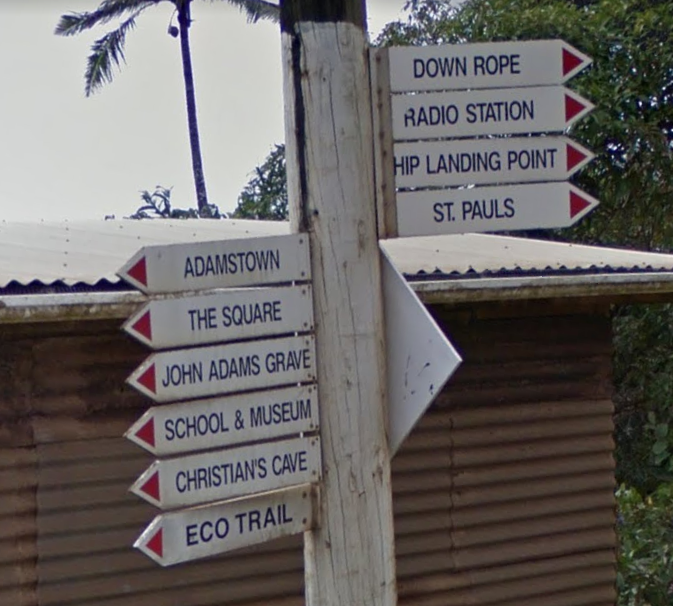 DOWN ROPE
RADIO STATION
HIP LANDING POINT
ST. PAULS
ADAMSTOWN
THE SQUARE
JOHN ADAMS GRAVE
SCHOOL & MUSEUM
CHRISTIAN'S CAVE
ECO TRAIL